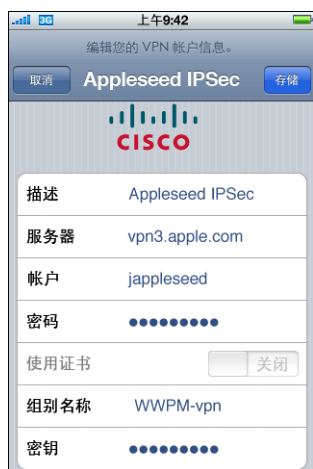 3G 上午9:42
编辑您的 VPN 帐户信息。
取消 Appleseed IPSec 存储
CISCO
描述 Appleseed IPSec
服务器 vpn3.apple.com
帐户 jappleseed
密码 •••••••••
使用证书 关闭
组别名称 WWPM-vpn
密钥 •••••••••